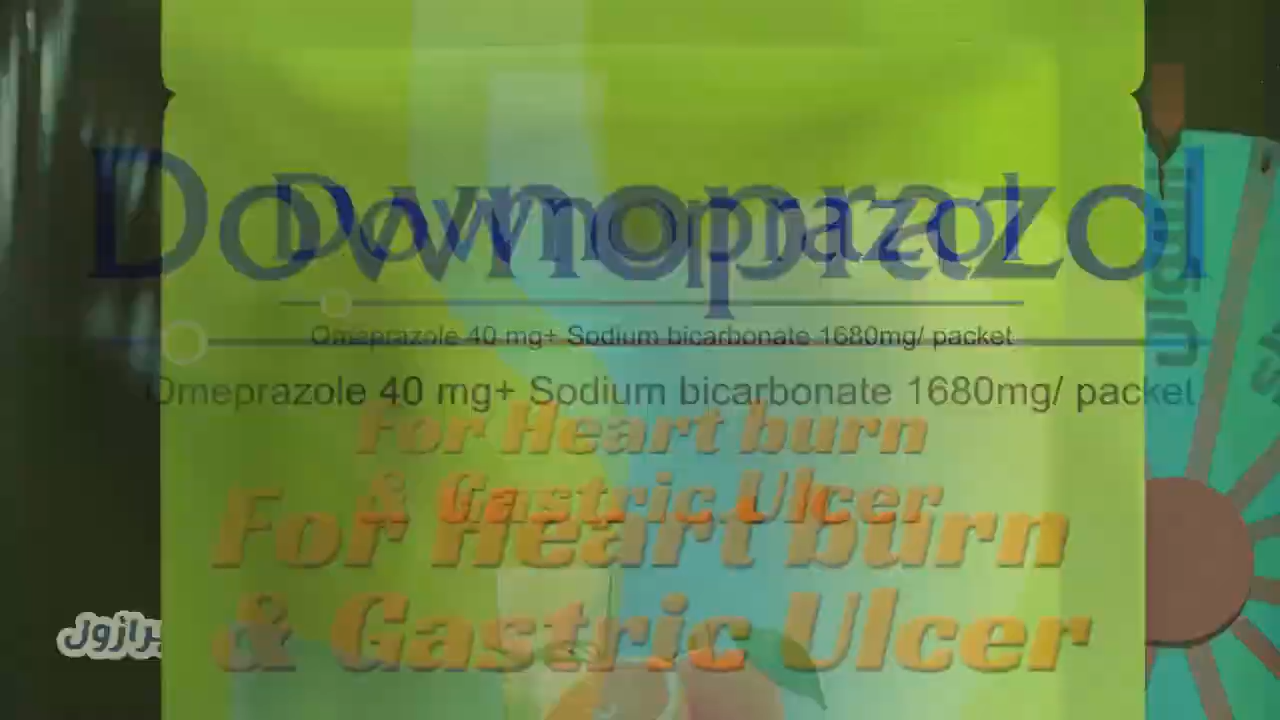 Downoprazol
Downoprazol
Omeprazole 40 mg+ Sodium bicarbonate 1680mg/ packet
Omeprazole 40 mg+ Sodium bicarbonate 1680mg/ packet
For Heart burn
& Gastric Ulcer
For Heart burn
& Gastric Ulcer